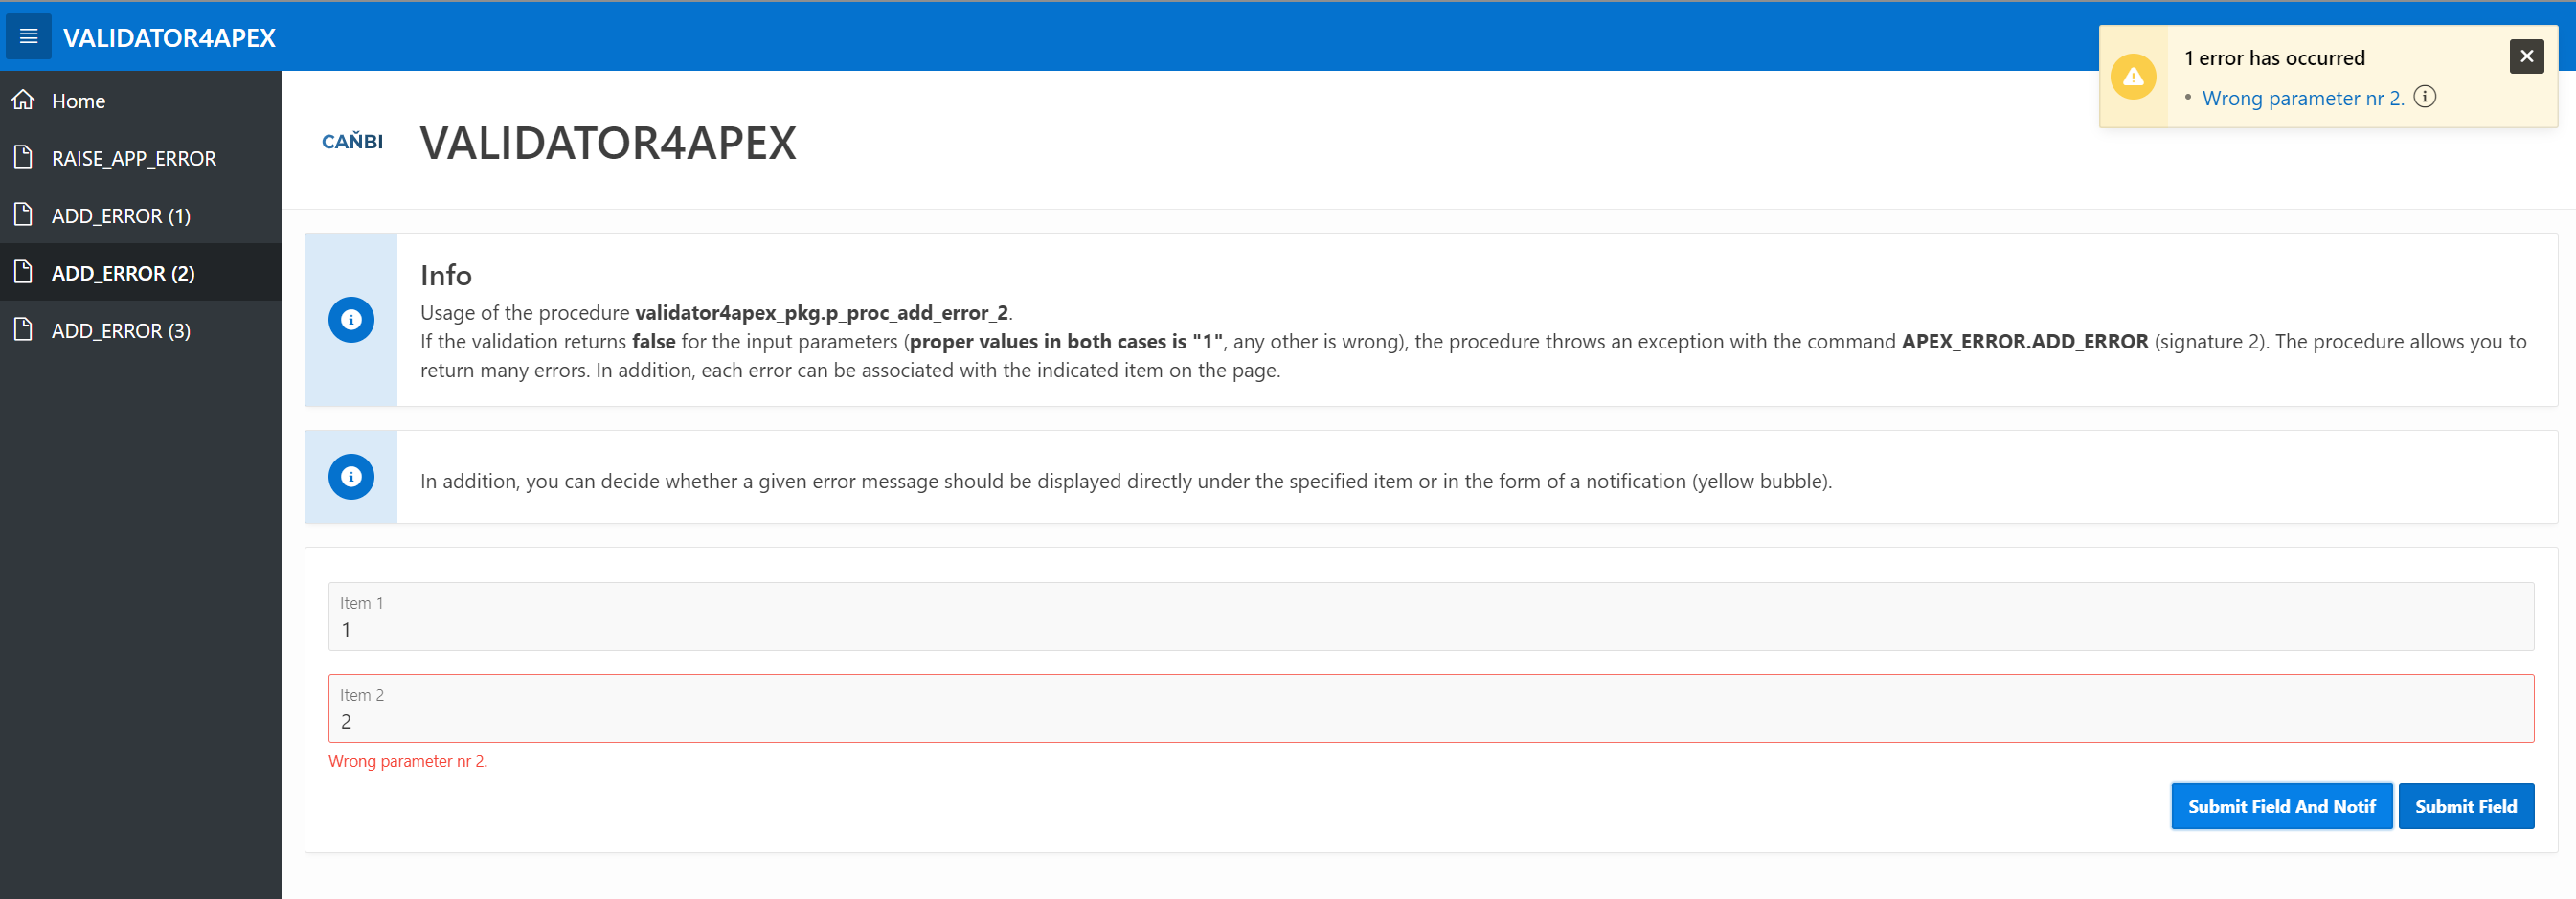 VALIDATOR4APEX
1 error has occurred
• Wrong parameter nr 2.
Home
RAISE_APP_ERROR
ADD_ERROR (1)
ADD_ERROR (2)
ADD_ERROR (3)
CAŇBI
VALIDATOR4APEX
Info
Usage of the procedure validator4apex_pkg.p_proc_add_error_2.
If the validation returns false for the input parameters (proper values in both cases is "1", any other is wrong), the procedure throws an exception with the command APEX_ERROR.ADD_ERROR (signature 2). The procedure allows you to
return many errors. In addition, each error can be associated with the indicated item on the page.
In addition, you can decide whether a given error message should be displayed directly under the specified item or in the form of a notification (yellow bubble).
Item 1
1
Item 2
2
Wrong parameter nr 2.
Submit Field And Notif
Submit Field